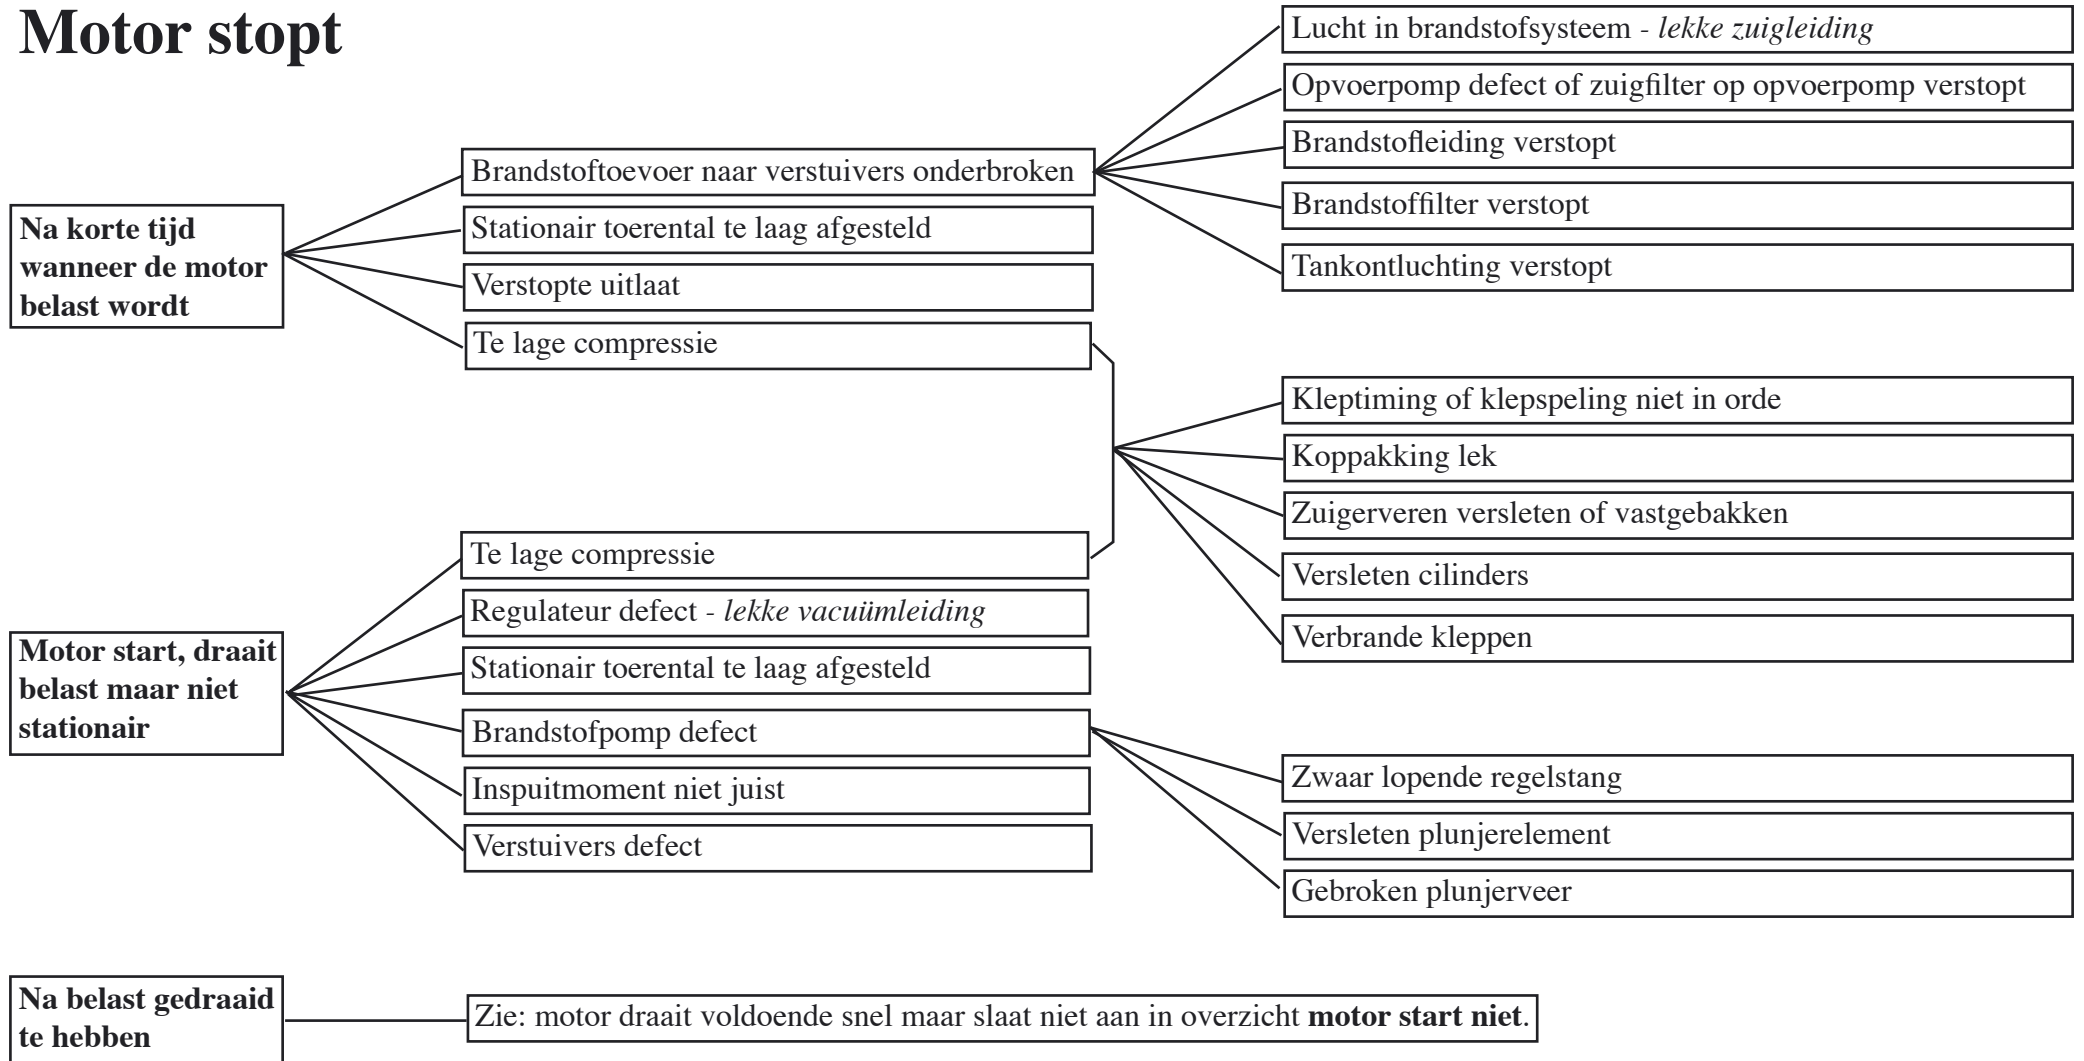 Motor stopt
Na korte tijd
wanneer de motor
belast wordt
Brandstoftoevoer naar verstuivers onderbroken
Stationair toerental te laag afgesteld
Verstopte uitlaat
Te lage compressie
Lucht in brandstofsysteem - lekke zuigleiding
Opvoerpomp defect of zuigfilter op opvoerpomp verstopt
Brandstofleiding verstopt
Brandstoffilter verstopt
Tankontluchting verstopt
Kleptiming of klepspeling niet in orde
Koppakking lek
Zuigerveren versleten of vastgebakken
Versleten cilinders
Verbrande kleppen
Motor start, draait
belast maar niet
stationair
Te lage compressie
Regulateur defect - lekke vacuümleiding
Stationair toerental te laag afgesteld
Brandstofpomp defect
Inspuitmoment niet juist
Verstuivers defect
Zwaar lopende regelstang
Versleten plunjerelement
Gebroken plunjerveer
Na belast gedraaid
te hebben
Zie: motor draait voldoende snel maar slaat niet aan in overzicht motor start niet.